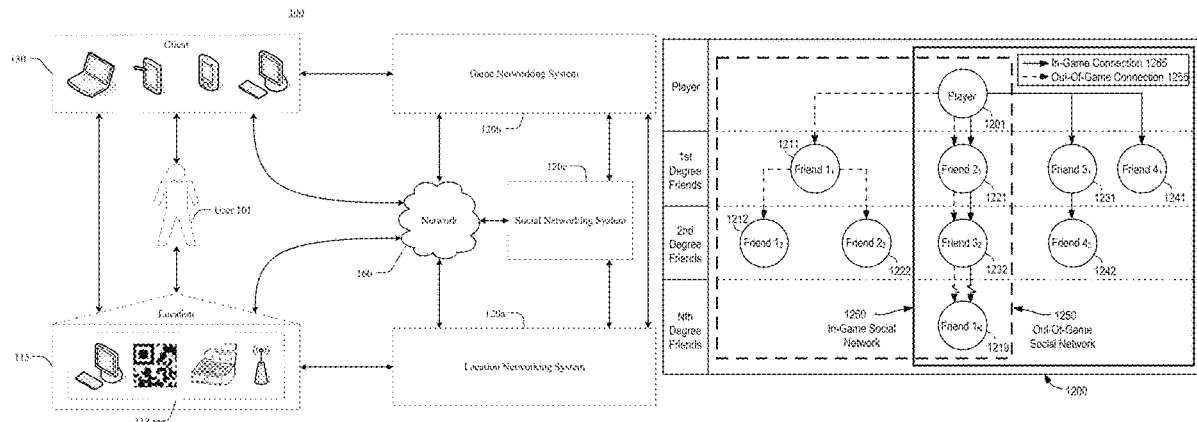 100
Client
130
Game Networking System
120b
User 101
120c
Social Networking System
Network
160
120a
Location
Location Networking System
115
Player
1st
Degree
Friends
2nd
Degree
Friends
Nth
Degree
Friends
In-Game Connection 1265
Out-Of-Game Connection 1255
Player
1201
1211
Friend 1₁
Friend 2₁
1221
Friend 3₁
1231
Friend 4₁
1241
1212
Friend 1₂
Friend 2₂
1222
Friend 3₂
1232
Friend 4₂
1242
1260
In-Game Social
Network
Friend 1
1219
1250
Out-Of-Game
Social Network
1200